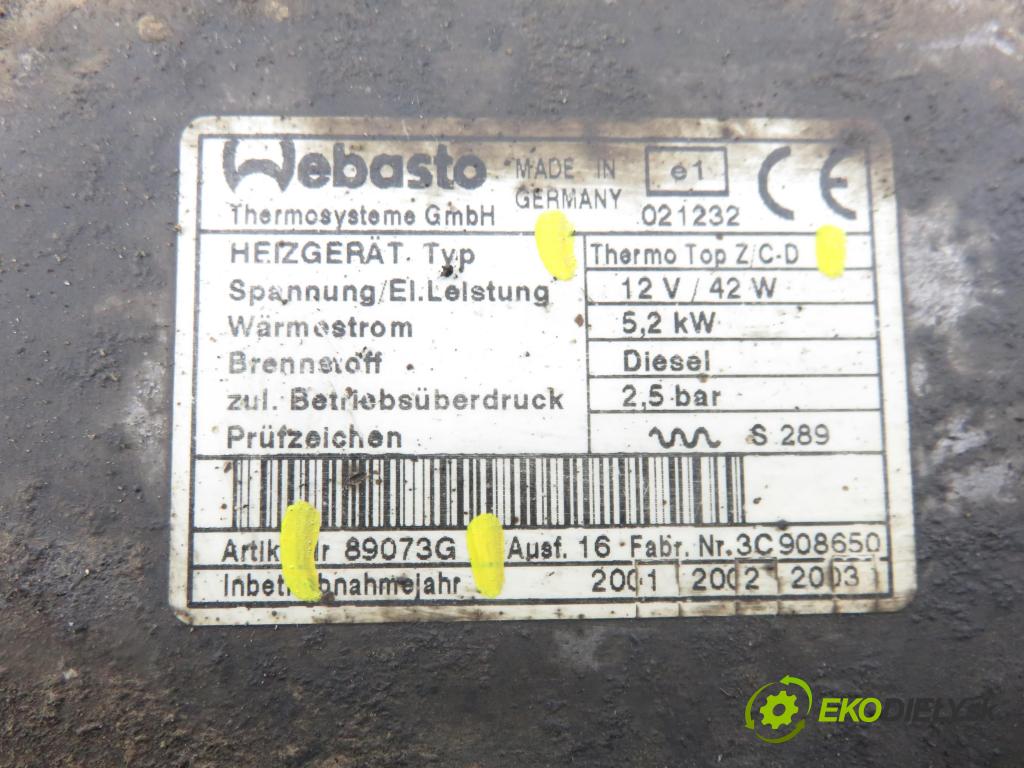 Webasto MADE IN GERMANY e1
Thermosysteme GmbH 021232 CE
HEIZGERÄT Typ Thermo Top Z/C-D
Spannung/El.Leistung 12 V / 42 W
Wärmestrom 5,2 kW
Brennstoff Diesel
zul. Betriebsüberdruck 2,5 bar
Prüfzeichen S 289
89073G Ausf. 16 Fabr. Nr. 3C 908650
2001 2002 2003
EKODIELY.SK